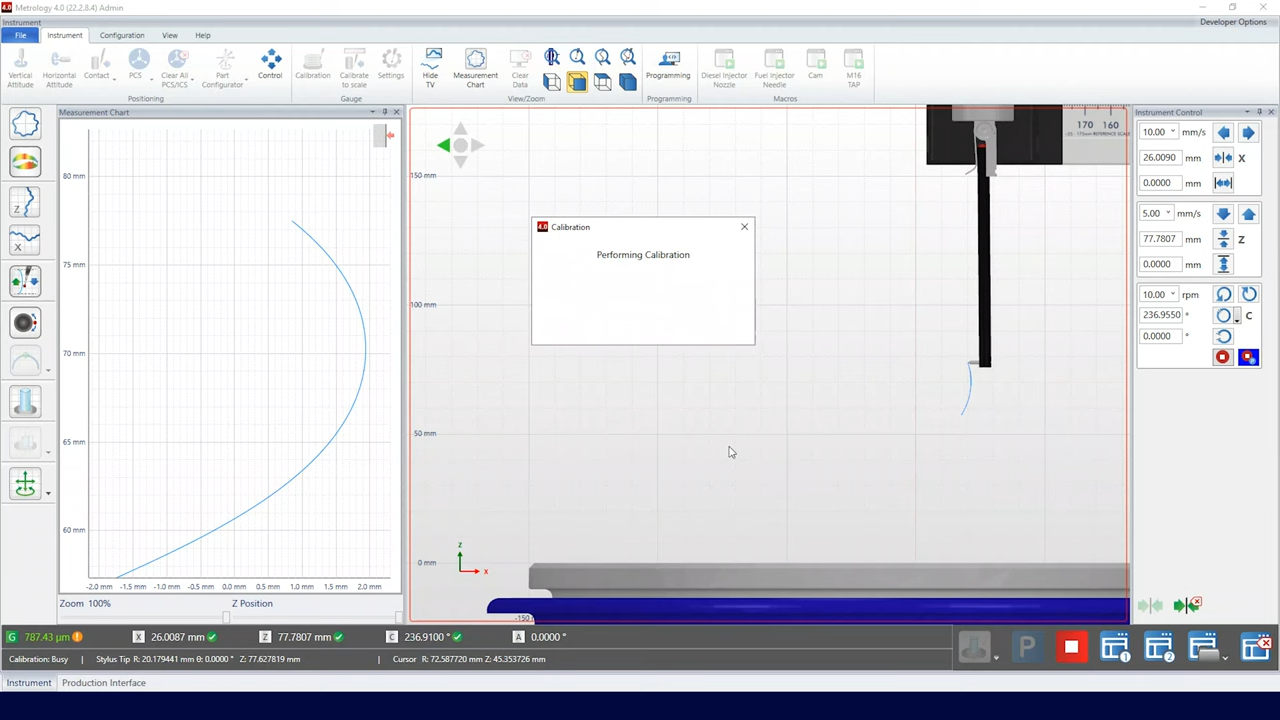 4.0 Metrology 4.0 (22.2.8.4) Admin
Instrument
Developer Options
File Instrument Configuration View Help
Vertical Attitude
Horizontal Attitude
Contact
PCS
Clear All PCS/ICS
Part Configurator
Control
Calibration
Calibrate to scale
Settings
Hide TV
Measurement Chart
Clear Data
Programming
Diesel Injector Nozzle
Fuel Injector Needle
Cam
M16 TAP
Positioning
Gauge
View/Zoom
Programming
Macros
Measurement Chart
80 mm
75 mm
70 mm
65 mm
60 mm
-2.0 mm -1.5 mm -1.0 mm -0.5 mm 0.0 mm 0.5 mm 1.0 mm 1.5 mm 2.0 mm
Zoom 100%
Z Position
Z
X
170 160
150 mm
100 mm
50 mm
0 mm
-150
z
x
4.0 Calibration
Performing Calibration
Instrument Control
10.00 mm/s
26.0090 mm X
0.0000 mm
5.00 mm/s
77.7807 mm Z
0.0000 mm
10.00 rpm
236.9550 ° C
0.0000 °
G 787.43 µm X 26.0087 mm Z 77.7807 mm C 236.9100 ° A 0.0000 °
Calibration: Busy Stylus Tip R: 20.179441 mm θ: 0.0000 ° Z: 77.627819 mm Cursor R: 72.587720 mm Z: 45.353726 mm
P
1
2
Instrument Production Interface